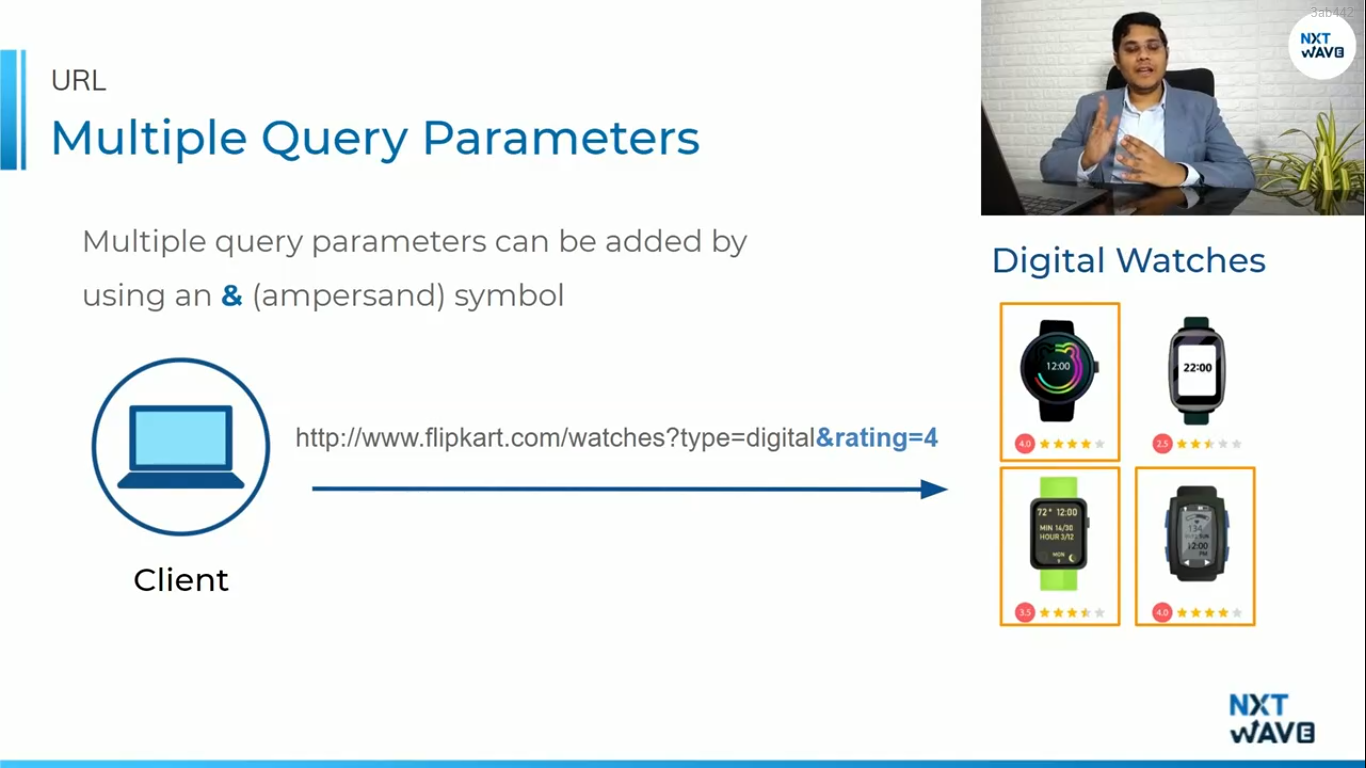 3ab442
NXT
WAVE
URL
Multiple Query Parameters
Multiple query parameters can be added by
using an & (ampersand) symbol
Digital Watches
12:00
4.0
22:00
2.5
http://www.flipkart.com/watches?type=digital&rating=4
72° 12:00
MIN 14/30
HOUR 3/12
MON
3.5
134
12:00
PM
4.0
Client
NXT
WAVE